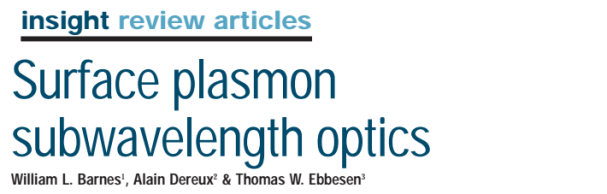 insight review articles
Surface plasmon
subwavelength optics
William L. Barnes¹, Alain Dereux² & Thomas W. Ebbesen³